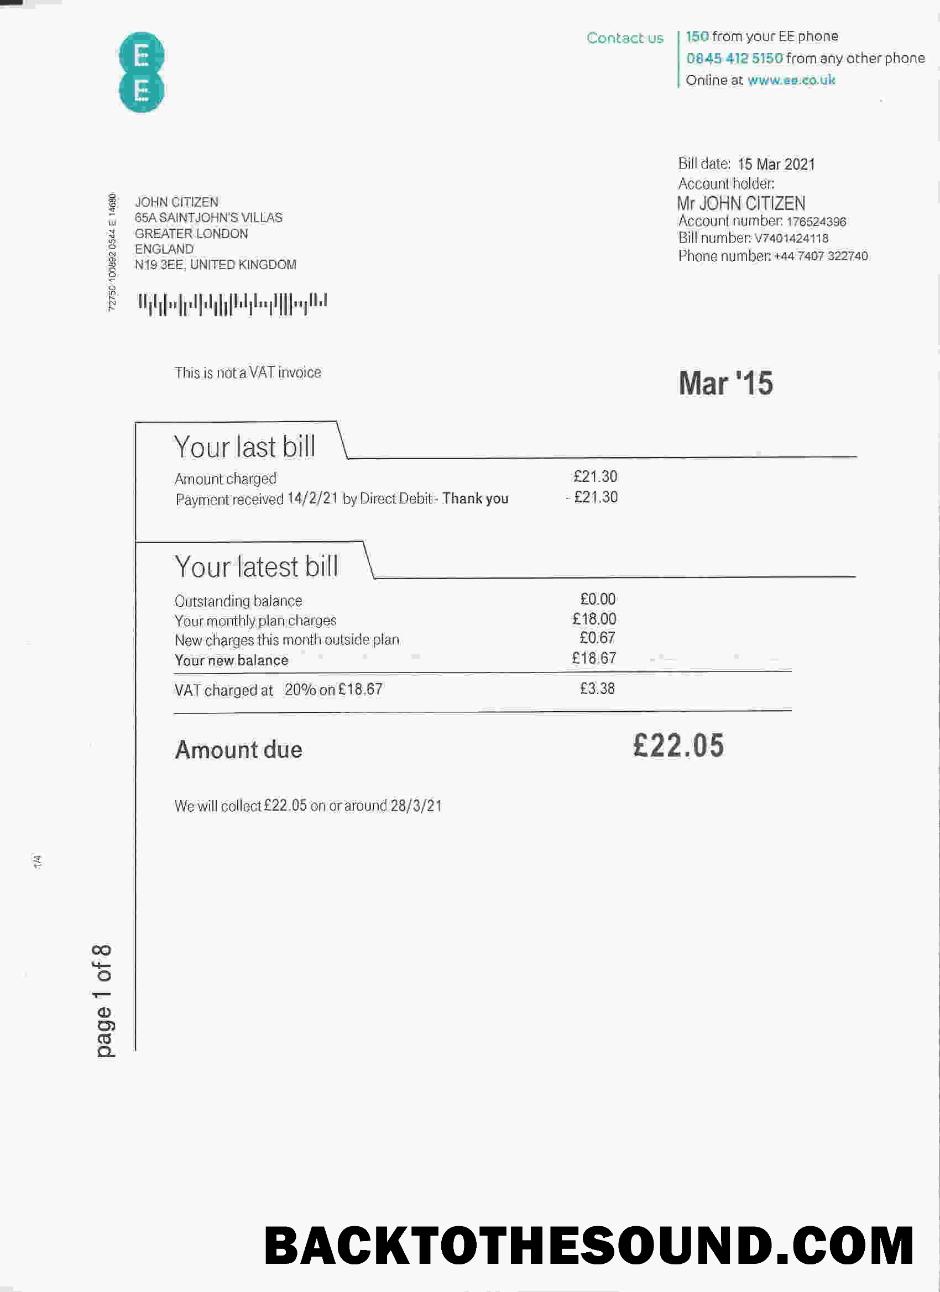 E
E
Contact us
150 from your EE phone
0845 412 5150 from any other phone
Online at www.ee.co.uk
Bill date: 15 Mar 2021
Account holder:
Mr JOHN CITIZEN
Account number: 176524396
Bill number: V7401424118
Phone number: +44 7407 322740
JOHN CITIZEN
65A SAINTJOHN'S VILLAS
GREATER LONDON
ENGLAND
N19 3EE, UNITED KINGDOM
This is not a VAT invoice
Mar '15
Your last bill
Amount charged £21.30
Payment received 14/2/21 by Direct Debit - Thank you - £21.30
Your latest bill
Outstanding balance £0.00
Your monthly plan charges £18.00
New charges this month outside plan £0.67
Your new balance £18.67
VAT charged at 20% on £18.67 £3.38
Amount due £22.05
We will collect £22.05 on or around 28/3/21
1/4
page 1 of 8
BACKTOTHESOUND.COM